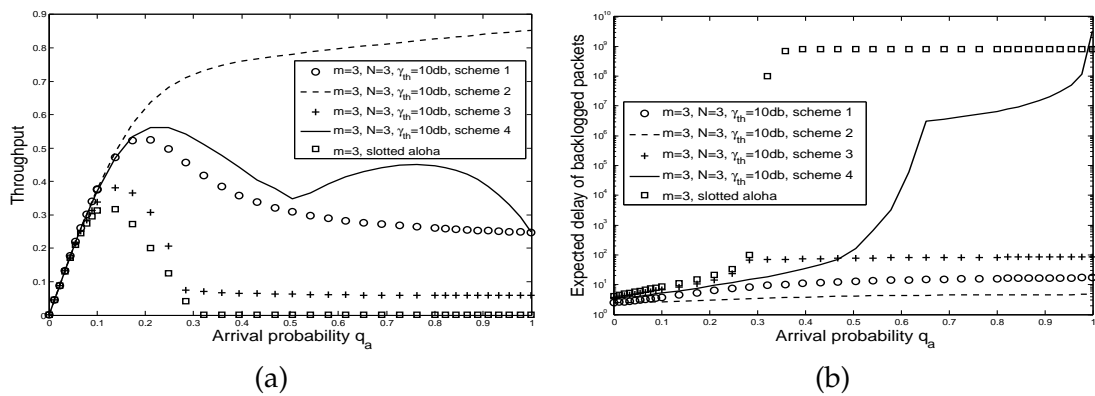 0.9
0.8
0.7
0.6
0.5
0.4
0.3
0.2
0.1
0
Throughput
m=3, N=3, γth=10db, scheme 1
m=3, N=3, γth=10db, scheme 2
m=3, N=3, γth=10db, scheme 3
m=3, N=3, γth=10db, scheme 4
m=3, slotted aloha
0 0.1 0.2 0.3 0.4 0.5 0.6 0.7 0.8 0.9 1
Arrival probability qa
(a)
10^10
10^9
10^8
10^7
10^6
10^5
10^4
10^3
10^2
10^1
10^0
Expected delay of backlogged packets
m=3, N=3, γth=10db, scheme 1
m=3, N=3, γth=10db, scheme 2
m=3, N=3, γth=10db, scheme 3
m=3, N=3, γth=10db, scheme 4
m=3, slotted aloha
0 0.1 0.2 0.3 0.4 0.5 0.6 0.7 0.8 0.9 1
Arrival probability qa
(b)